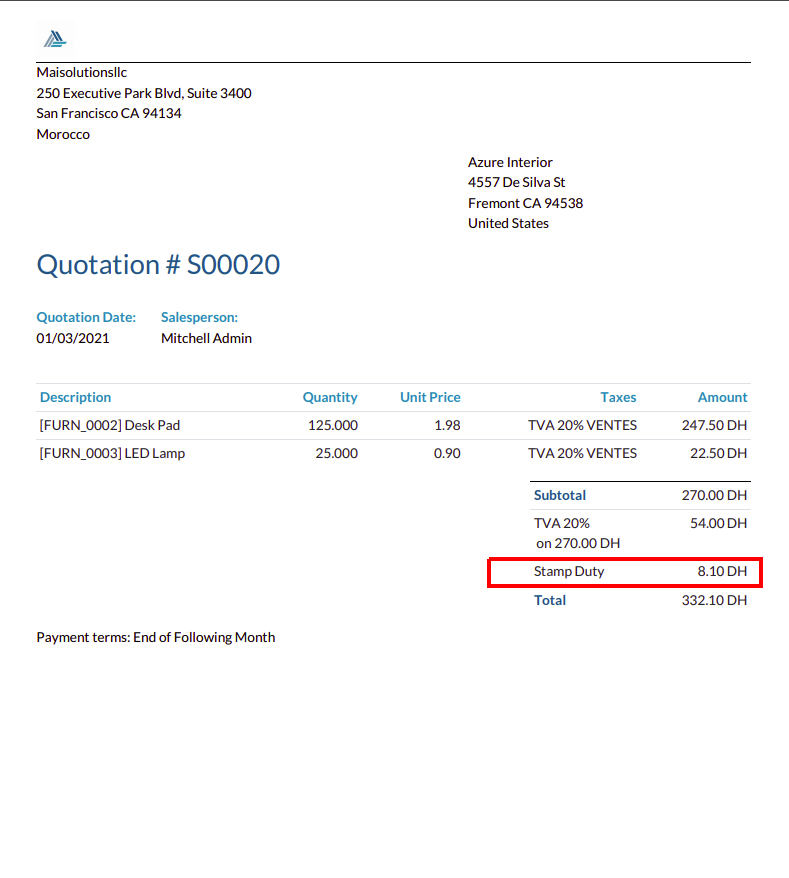 Maisolutionsllc
250 Executive Park Blvd, Suite 3400
San Francisco CA 94134
Morocco
Azure Interior
4557 De Silva St
Fremont CA 94538
United States
Quotation # S00020
Quotation Date: Salesperson:
01/03/2021 Mitchell Admin
Description Quantity Unit Price Taxes Amount
[FURN_0002] Desk Pad 125.000 1.98 TVA 20% VENTES 247.50 DH
[FURN_0003] LED Lamp 25.000 0.90 TVA 20% VENTES 22.50 DH
Subtotal 270.00 DH
TVA 20% 54.00 DH
on 270.00 DH
Stamp Duty 8.10 DH
Total 332.10 DH
Payment terms: End of Following Month